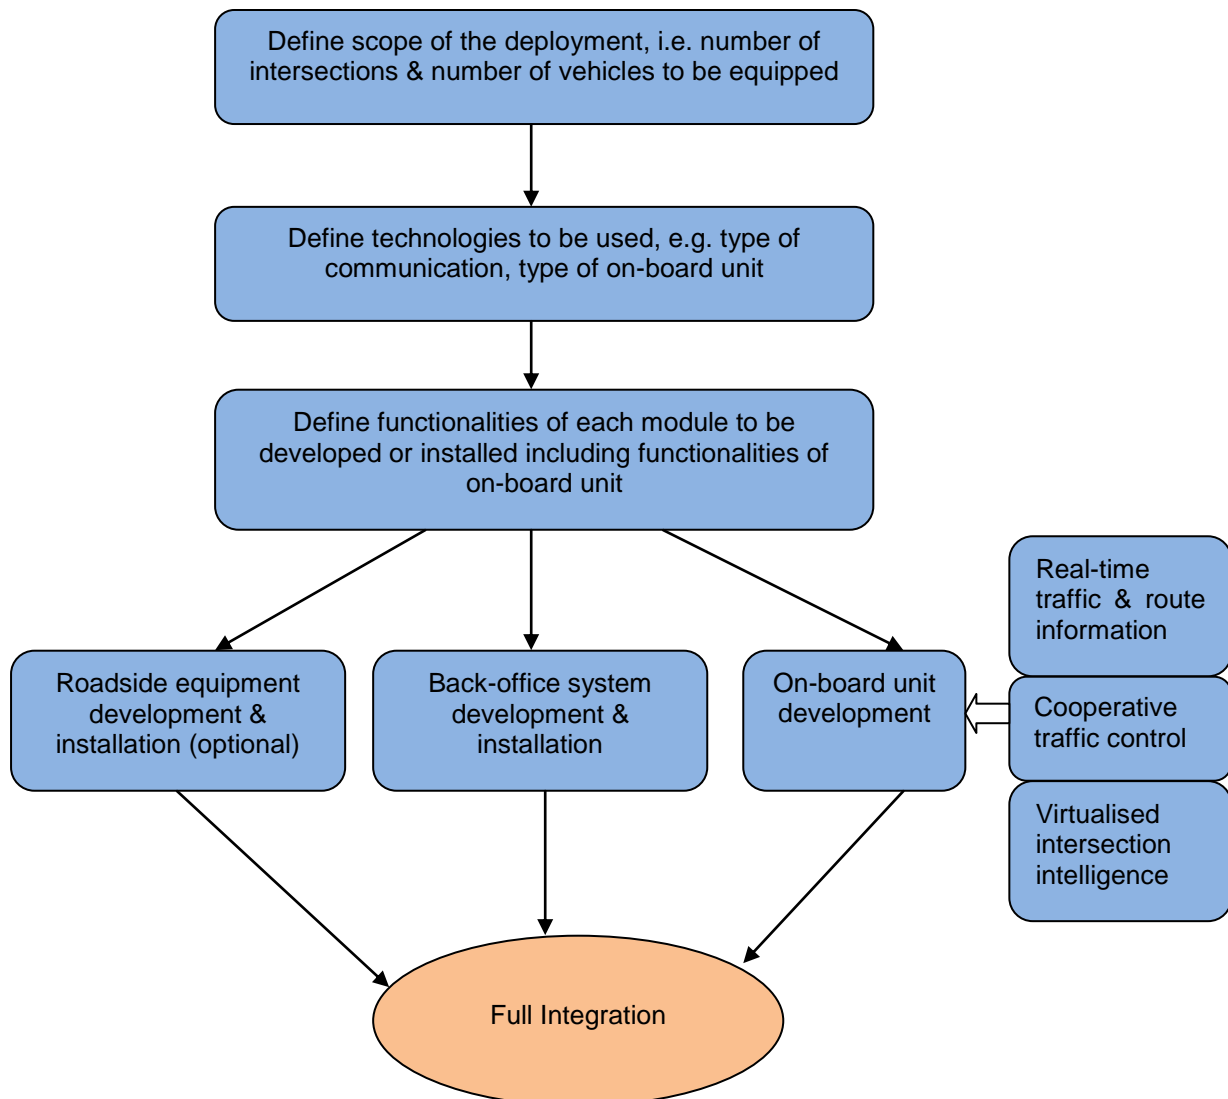 Define scope of the deployment, i.e. number of
intersections & number of vehicles to be equipped
Define technologies to be used, e.g. type of
communication, type of on-board unit
Define functionalities of each module to be
developed or installed including functionalities of
on-board unit
Roadside equipment
development &
installation (optional)
Back-office system
development &
installation
On-board unit
development
Real-time
traffic & route
information
Cooperative
traffic control
Virtualised
intersection
intelligence
Full Integration